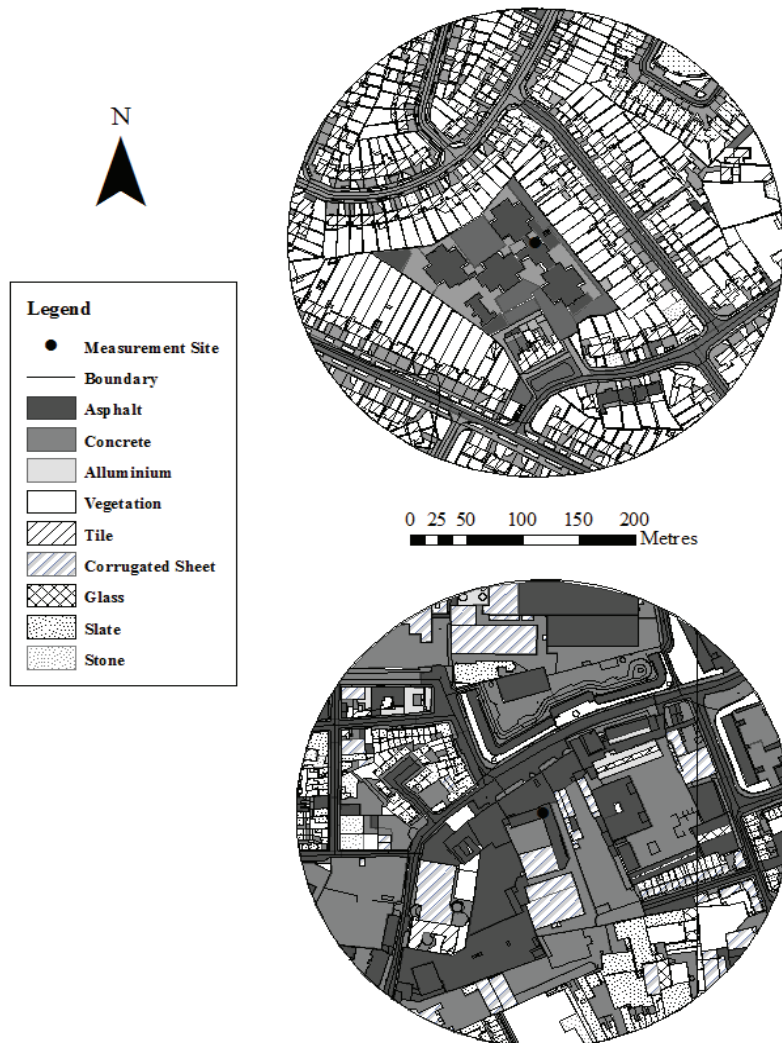 N
Legend
Measurement Site
Boundary
Asphalt
Concrete
Alluminium
Vegetation
Tile
Corrugated Sheet
Glass
Slate
Stone
0 25 50 100 150 200
Metres